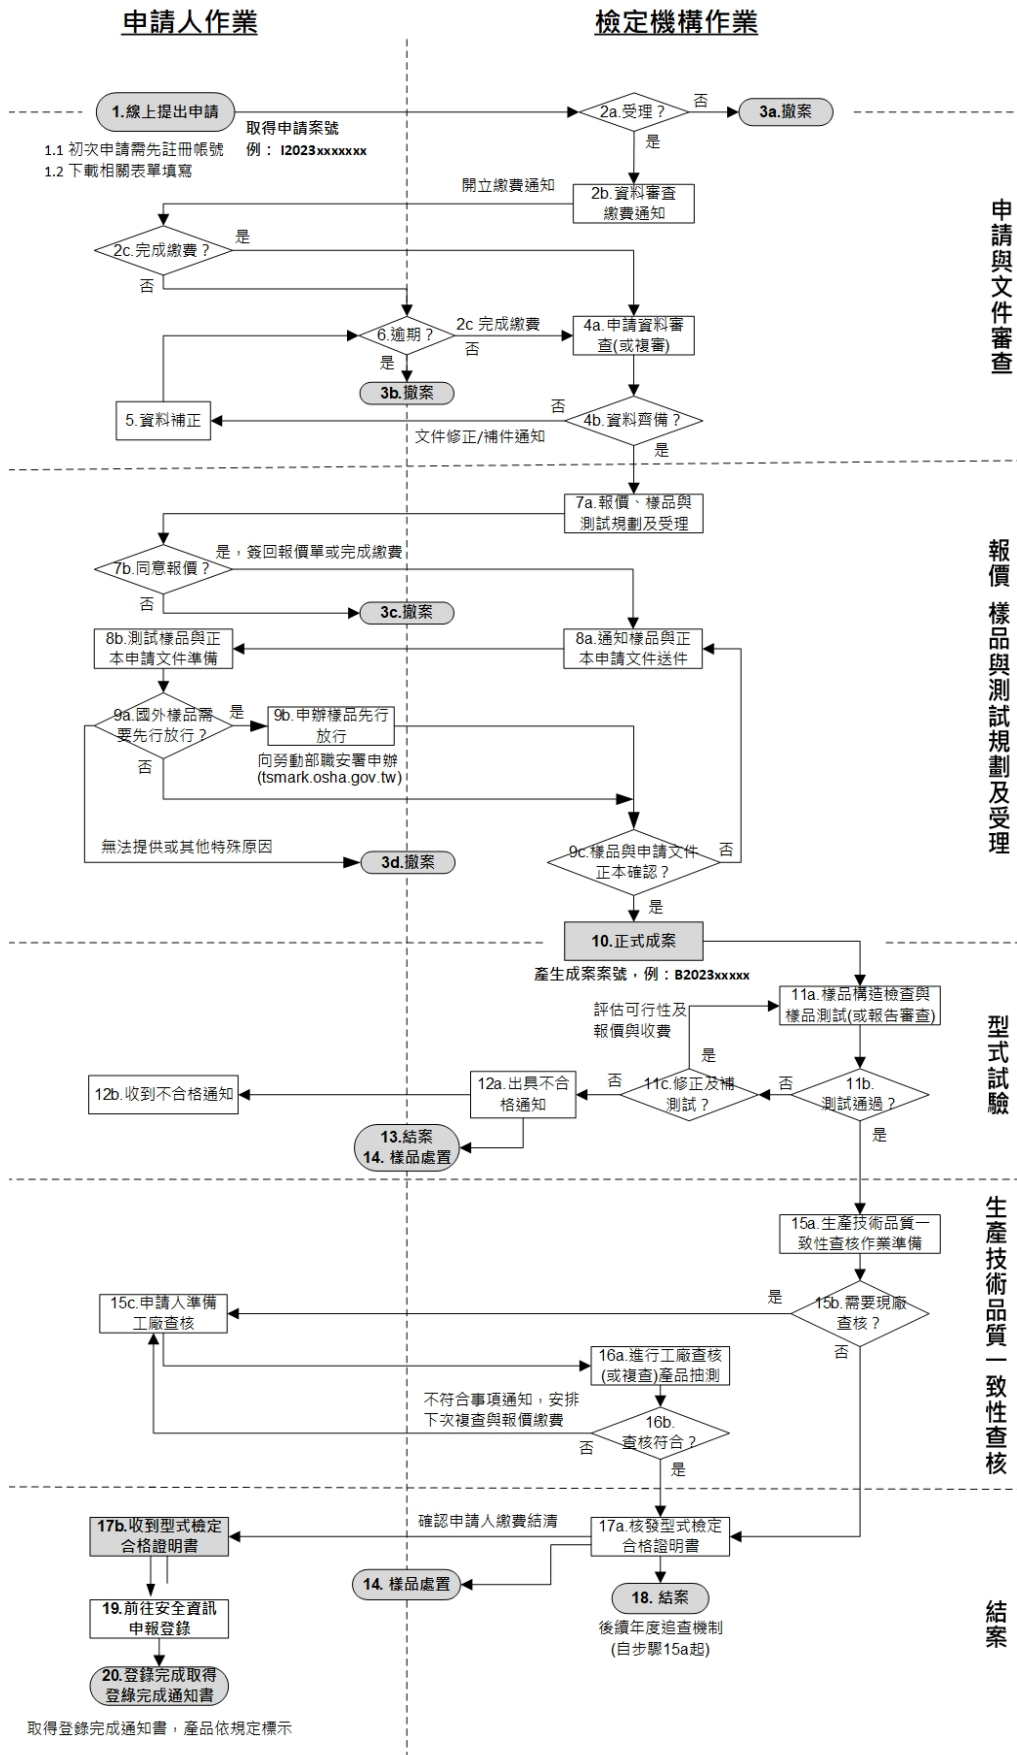 申請人作業
檢定機構作業
1.線上提出申請
取得申請案號
例： I2023xxxxxxx
1.1 初次申請需先註冊帳號
1.2 下載相關表單填寫
2a.受理？
否
3a.撤案
是
開立繳費通知
2b.資料審查
繳費通知
2c.完成繳費？
是
否
6.逾期？
2c 完成繳費
否
是
4a.申請資料審
查(或複審)
3b.撤案
5.資料補正
否
4b.資料齊備？
文件修正/補件通知
是
申請與文件審查
7a.報價、樣品與
測試規劃及受理
7b.同意報價？
是，簽回報價單或完成繳費
否
3c.撤案
8b.測試樣品與正
本申請文件準備
8a.通知樣品與正
本申請文件送件
9a.國外樣品需
要先行放行？
是
9b.申辦樣品先行
放行
否
向勞動部職安署申辦
(tsmark.osha.gov.tw)
無法提供或其他特殊原因
3d.撤案
9c.樣品與申請文件
正本確認？
否
是
報價 樣品與測試規劃及受理
10.正式成案
產生成案案號，例：B2023xxxxx
11a.樣品構造檢查與
樣品測試(或報告審查)
評估可行性及
報價與收費
是
11b.
測試通過？
否
11c.修正及補
測試？
否
12a.出具不合
格通知
12b.收到不合格通知
13.結案
14. 樣品處置
是
型式試驗
15a.生產技術品質一
致性查核作業準備
15b.需要現廠
查核？
是
否
15c.申請人準備
工廠查核
16a.進行工廠查核
(或複查)產品抽測
不符合事項通知，安排
下次複查與報價繳費
16b.
查核符合？
否
是
生產技術品質一致性查核
17b.收到型式檢定
合格證明書
確認申請人繳費結清
17a.核發型式檢定
合格證明書
14. 樣品處置
18. 結案
後續年度追查機制
(自步驟15a起)
19.前往安全資訊
申報登錄
20.登錄完成取得
登錄完成通知書
取得登錄完成通知書，產品依規定標示
結案